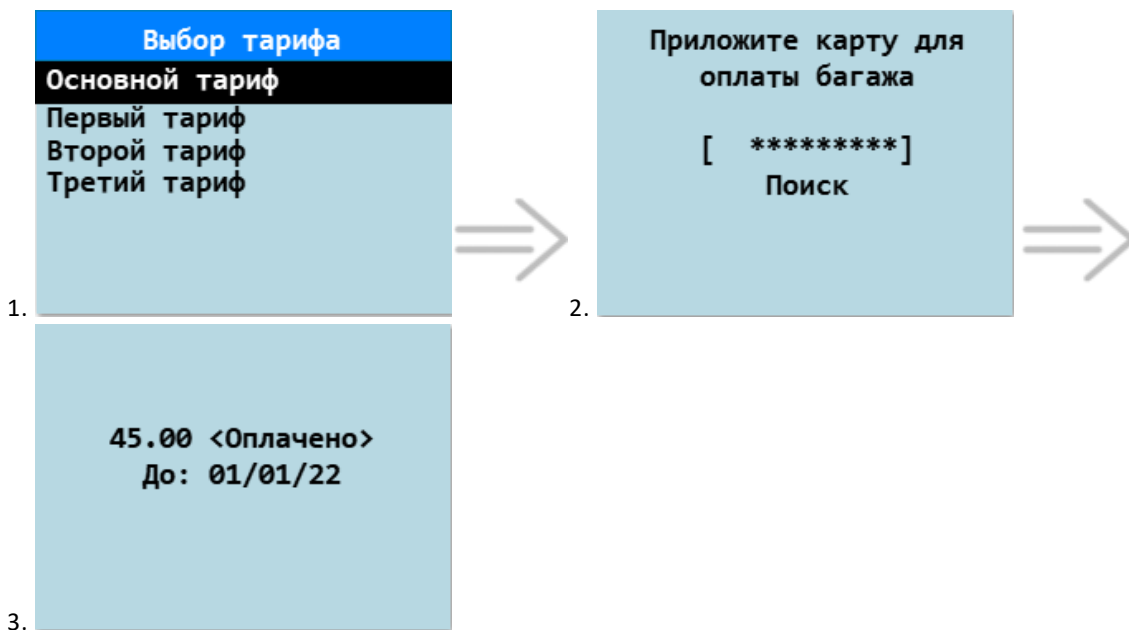 Выбор тарифа
Основной тариф
Первый тариф
Второй тариф
Третий тариф
1.
Приложите карту для
оплаты багажа
[ *********]
Поиск
2.
45.00 <Оплачено>
До: 01/01/22
3.